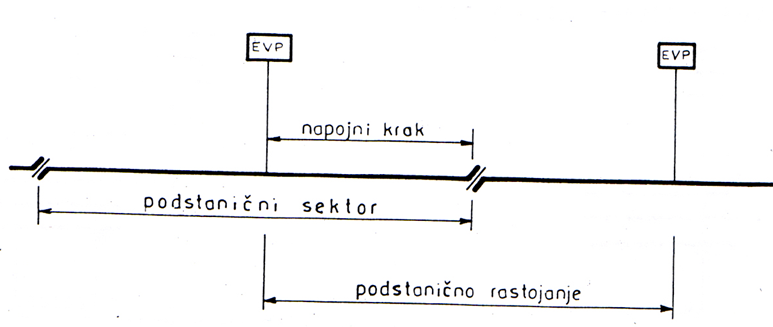 EVP
EVP
napojni krak
podstanični sektor
podstanično rastojanje